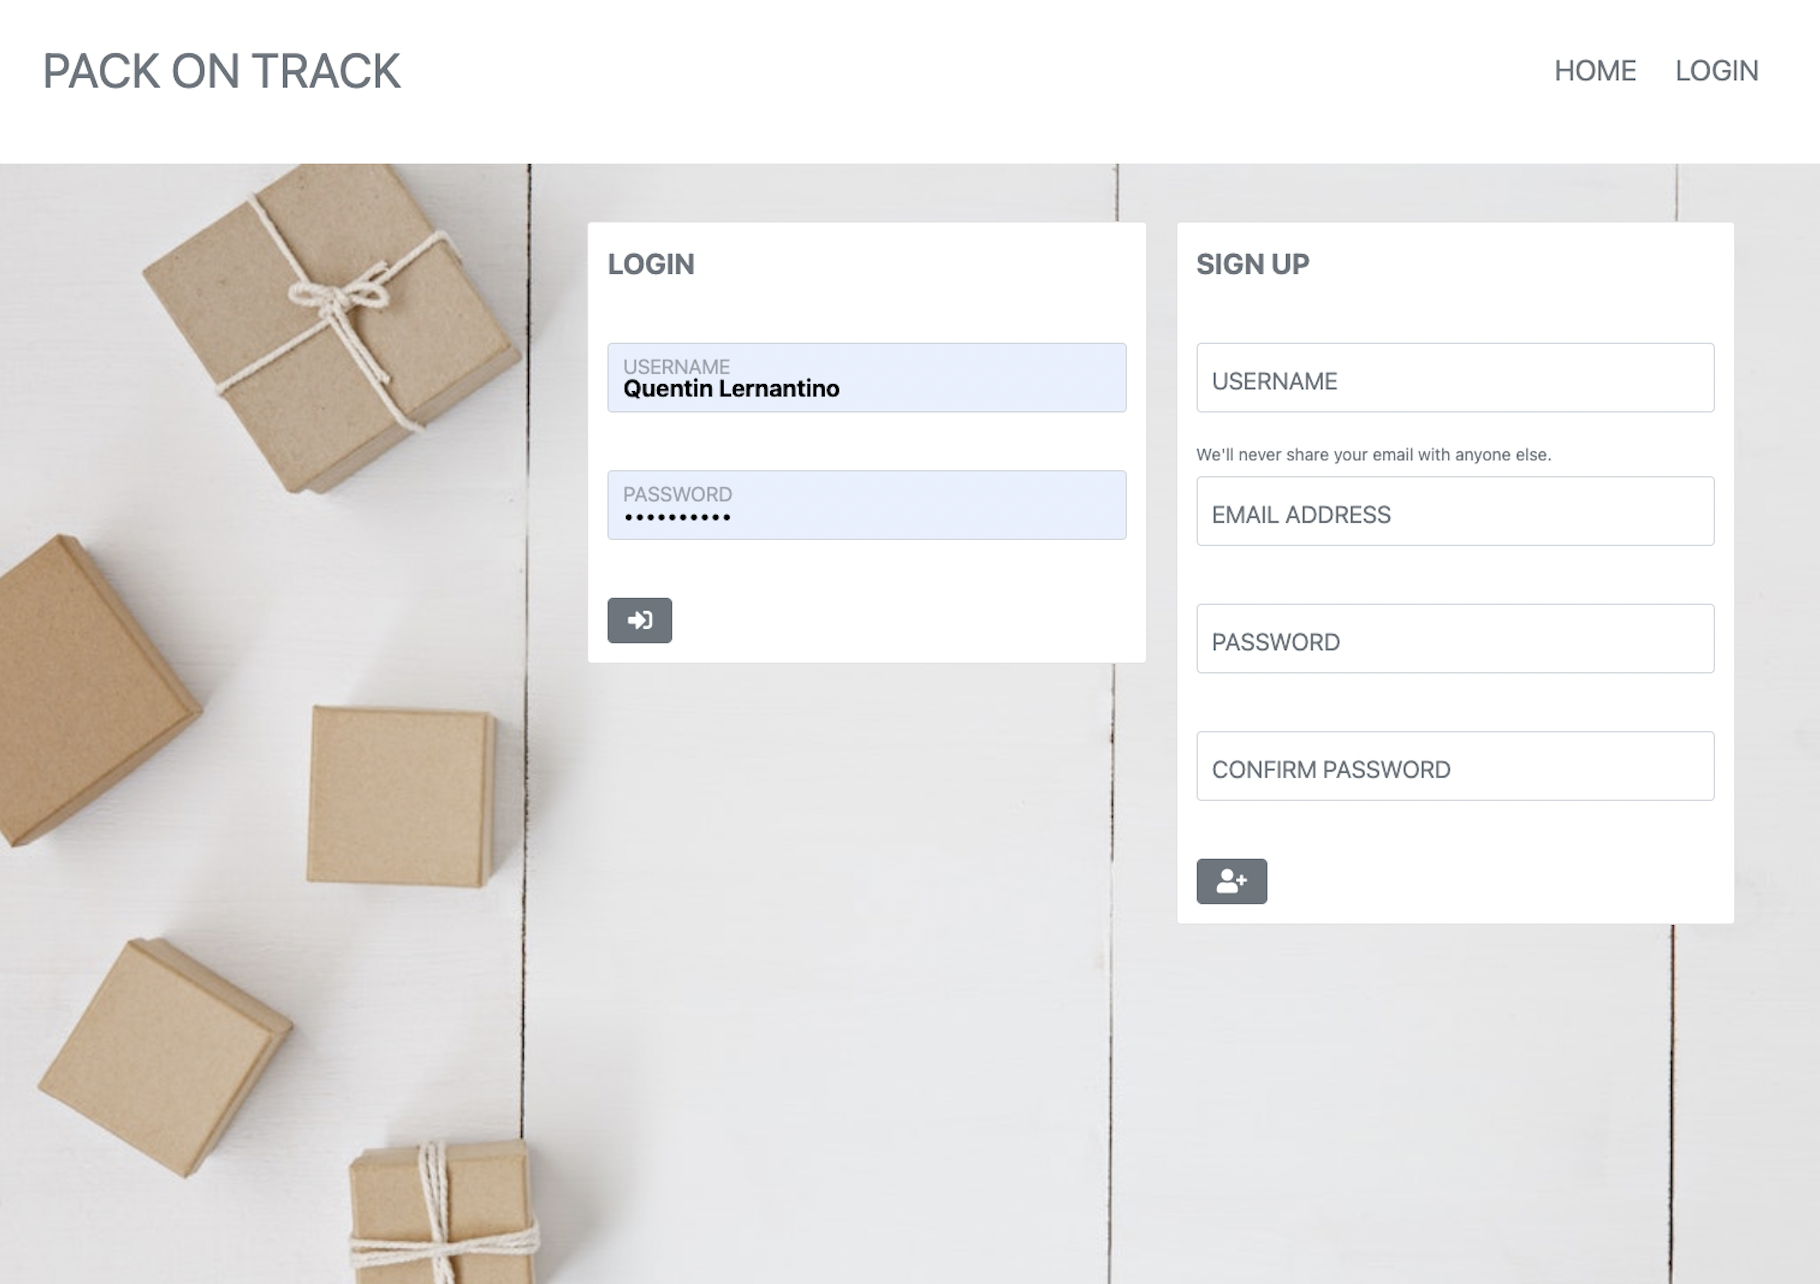 PACK ON TRACK
HOME
LOGIN
LOGIN
USERNAME
Quentin Lernantino
PASSWORD
••••••••••
SIGN UP
USERNAME
We'll never share your email with anyone else.
EMAIL ADDRESS
PASSWORD
CONFIRM PASSWORD